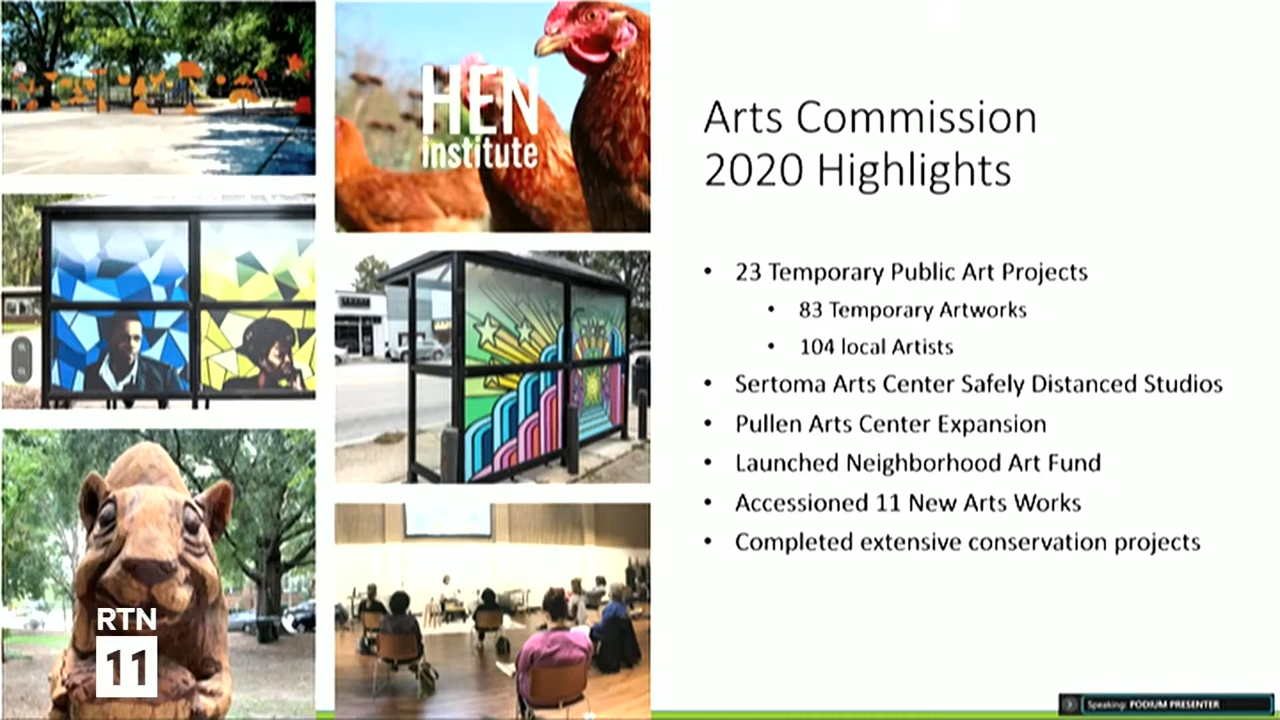 HEN
institute
RTN
11
Arts Commission
2020 Highlights
• 23 Temporary Public Art Projects
• 83 Temporary Artworks
• 104 local Artists
• Sertoma Arts Center Safely Distanced Studios
• Pullen Arts Center Expansion
• Launched Neighborhood Art Fund
• Accessioned 11 New Arts Works
• Completed extensive conservation projects
Speaking: PODIUM PRESENTER